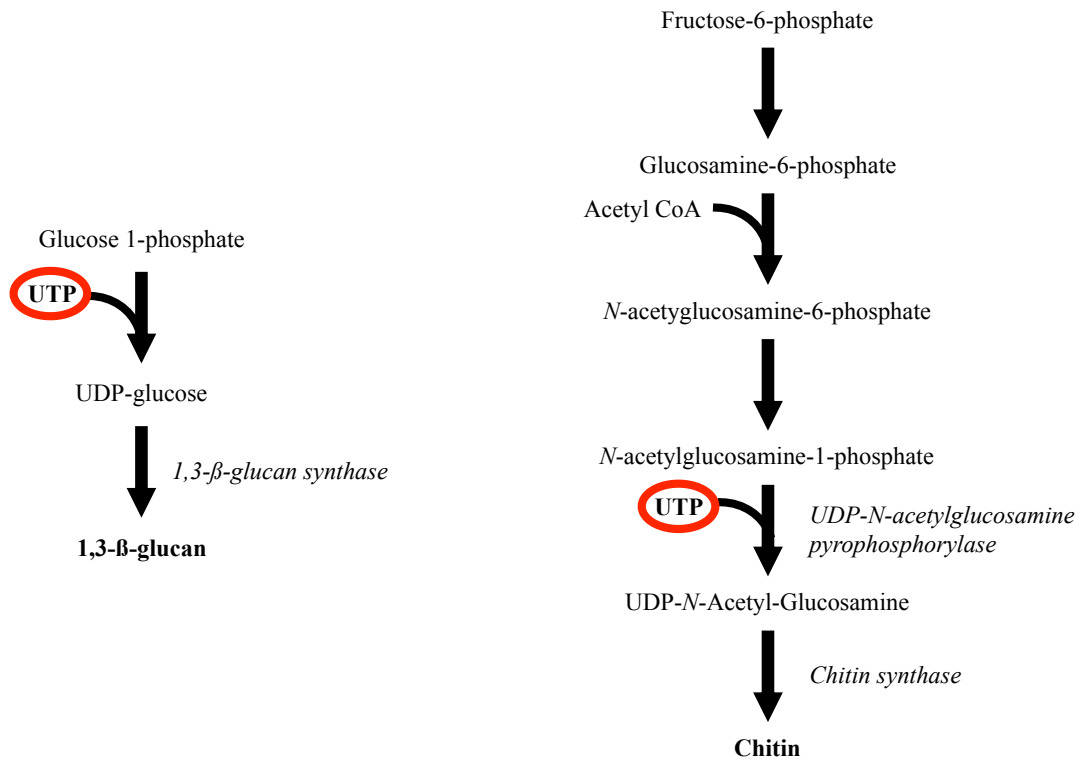 Glucose 1-phosphate
UTP
UDP-glucose
1,3-ß-glucan synthase
1,3-ß-glucan
Fructose-6-phosphate
Glucosamine-6-phosphate
Acetyl CoA
N-acetyglucosamine-6-phosphate
N-acetylglucosamine-1-phosphate
UTP
UDP-N-acetylglucosamine
pyrophosphorylase
UDP-N-Acetyl-Glucosamine
Chitin synthase
Chitin